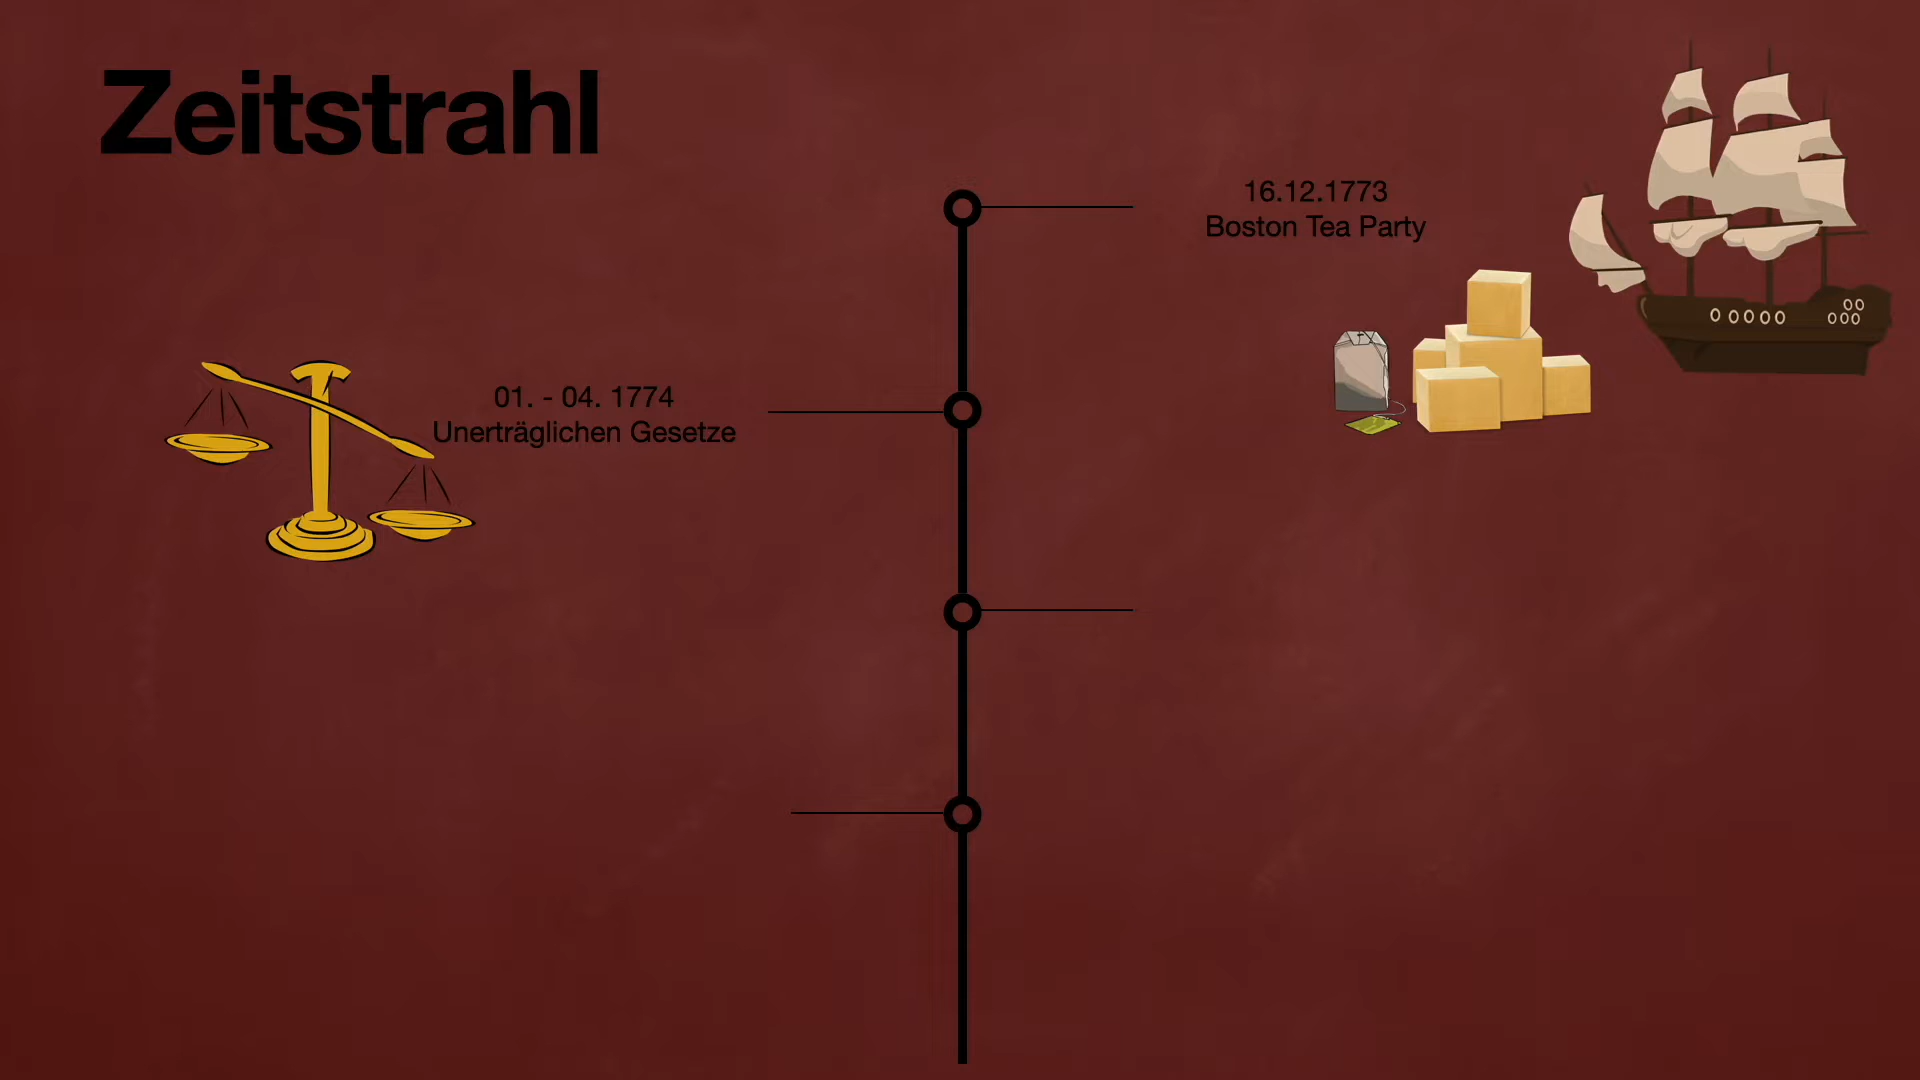 Zeitstrahl
16.12.1773
Boston Tea Party
01. - 04. 1774
Unerträglichen Gesetze